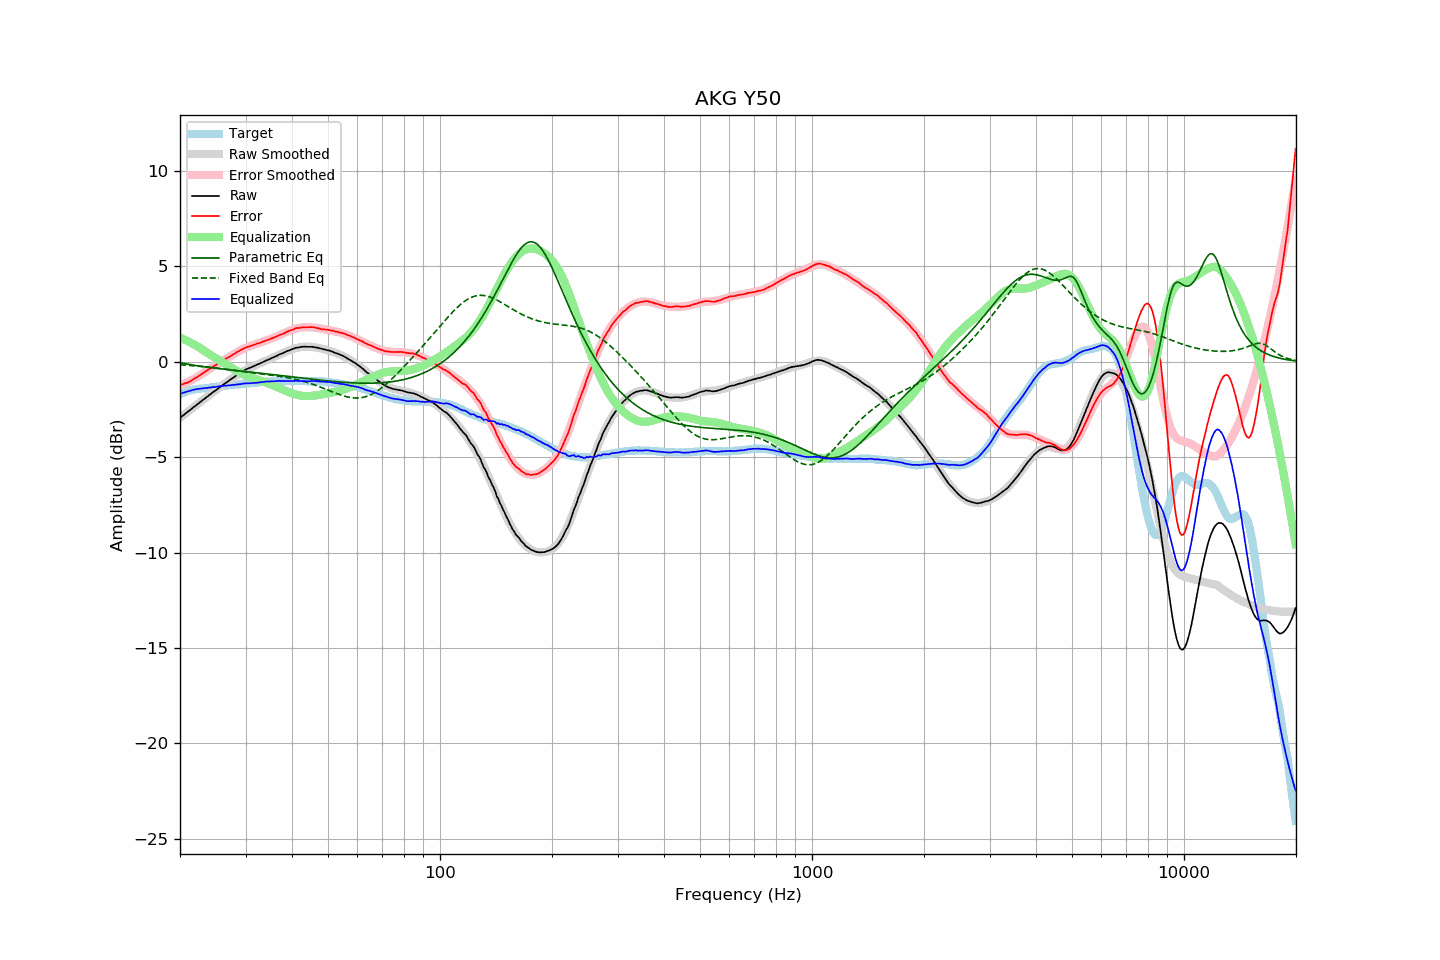 AKG Y50
Target
Raw Smoothed
Error Smoothed
Raw
Error
Equalization
Parametric Eq
Fixed Band Eq
Equalized
10
5
0
−5
−10
−15
−20
−25
Amplitude (dBr)
100
1000
10000
Frequency (Hz)